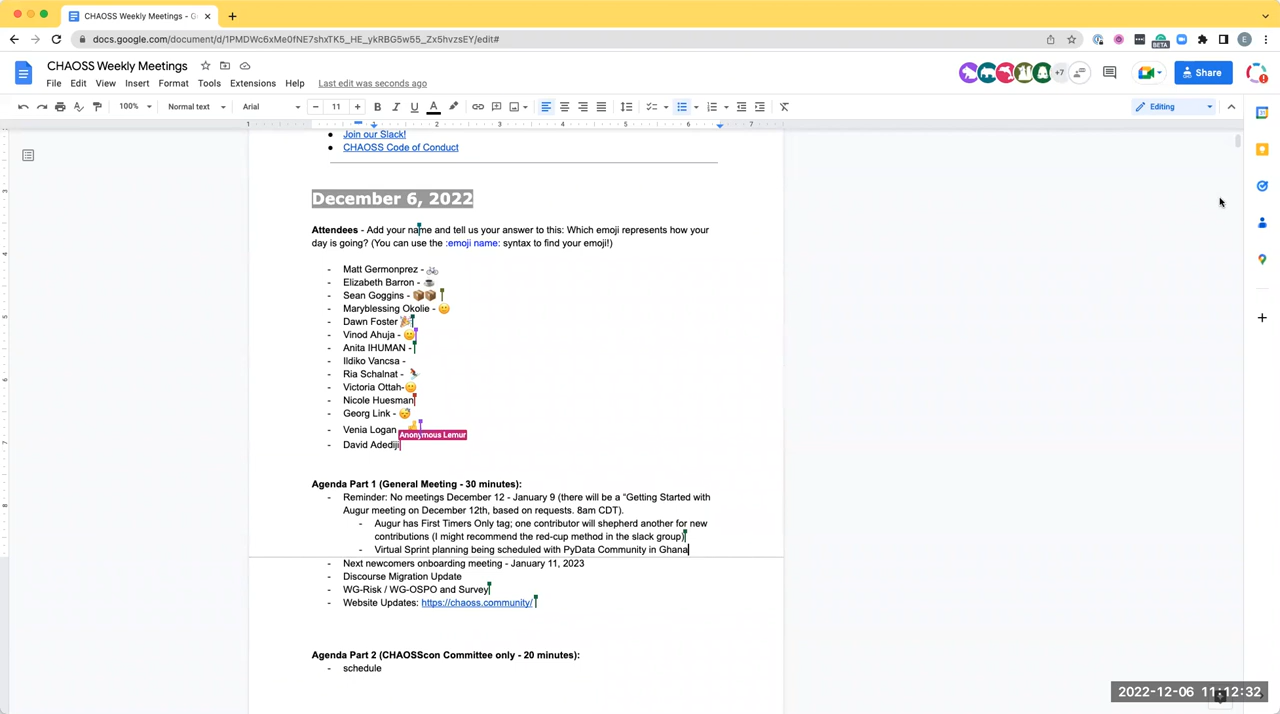 CHAOSS Weekly Meetings - G
docs.google.com/document/d/1PMDWc6xMe0fNE7shxTK5_HE_ykRBG5w55_Zx5hvzsEY/edit#
BETA
E
CHAOSS Weekly Meetings
File Edit View Insert Format Tools Extensions Help Last edit was seconds ago
+7
Share
100% Normal text Arial 11 Editing
1 1 2 3 4 5 6 7
Join our Slack!
CHAOSS Code of Conduct
December 6, 2022
Attendees - Add your name and tell us your answer to this: Which emoji represents how your
day is going? (You can use the :emoji name: syntax to find your emoji!)
- Matt Germonprez - 🚲
- Elizabeth Barron - ☕
- Sean Goggins - 📦📦
- Maryblessing Okolie - 🙂
- Dawn Foster 🎉
- Vinod Ahuja - 🙂
- Anita IHUMAN -
- Ildiko Vancsa -
- Ria Schalnat -
- Victoria Ottah-🙂
- Nicole Huesman
- Georg Link - 😴
- Venia Logan
Anonymous Lemur
- David Adediji
Agenda Part 1 (General Meeting - 30 minutes):
- Reminder: No meetings December 12 - January 9 (there will be a “Getting Started with
Augur meeting on December 12th, based on requests. 8am CDT).
- Augur has First Timers Only tag; one contributor will shepherd another for new
contributions (I might recommend the red-cup method in the slack group)
- Virtual Sprint planning being scheduled with PyData Community in Ghana
- Next newcomers onboarding meeting - January 11, 2023
- Discourse Migration Update
- WG-Risk / WG-OSPO and Survey
- Website Updates: https://chaoss.community/
Agenda Part 2 (CHAOSScon Committee only - 20 minutes):
- schedule
2022-12-06 11:12:32